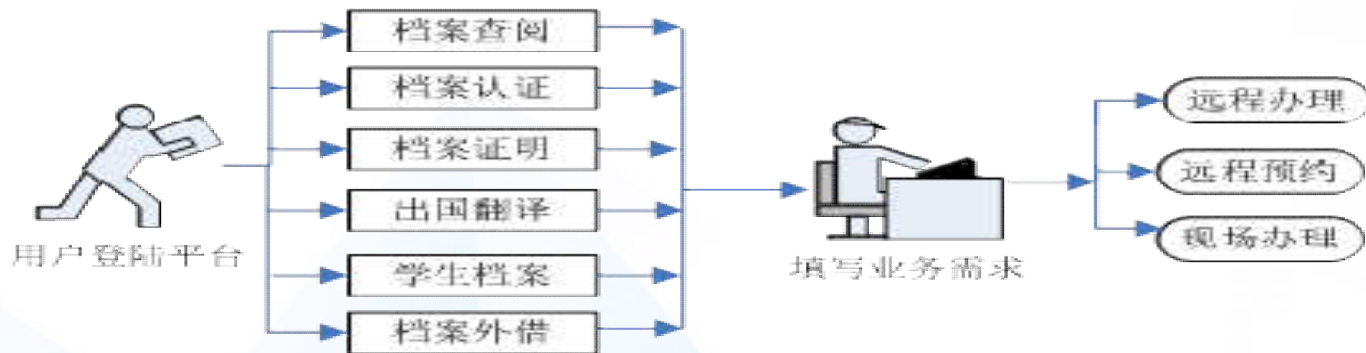 用户登陆平台
档案查阅
档案认证
档案证明
出国翻译
学生档案
档案外借
填写业务需求
远程办理
远程预约
现场办理